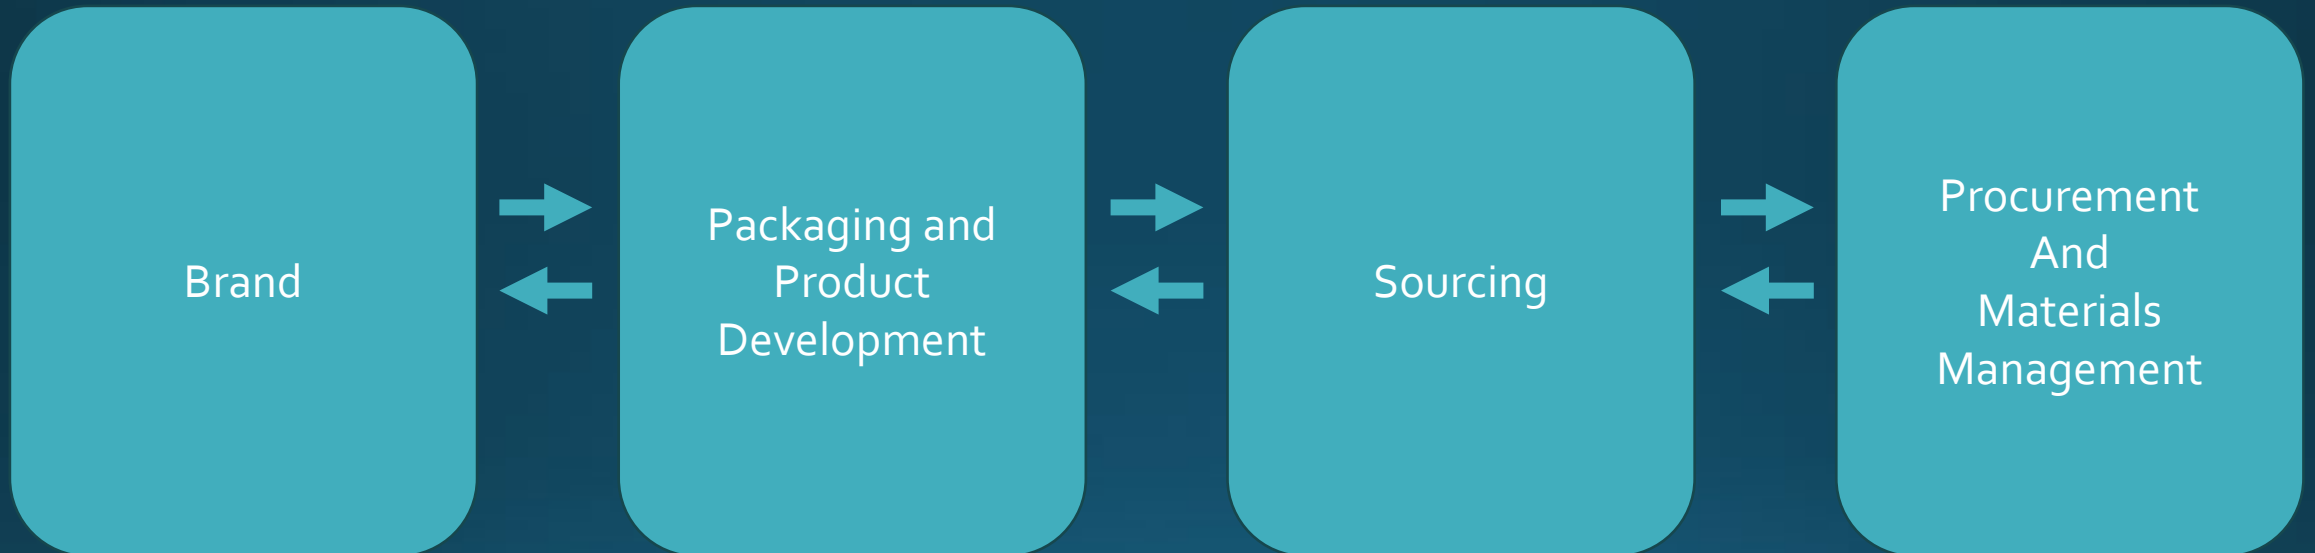 Brand
Packaging and
Product
Development
Sourcing
Procurement
And
Materials
Management